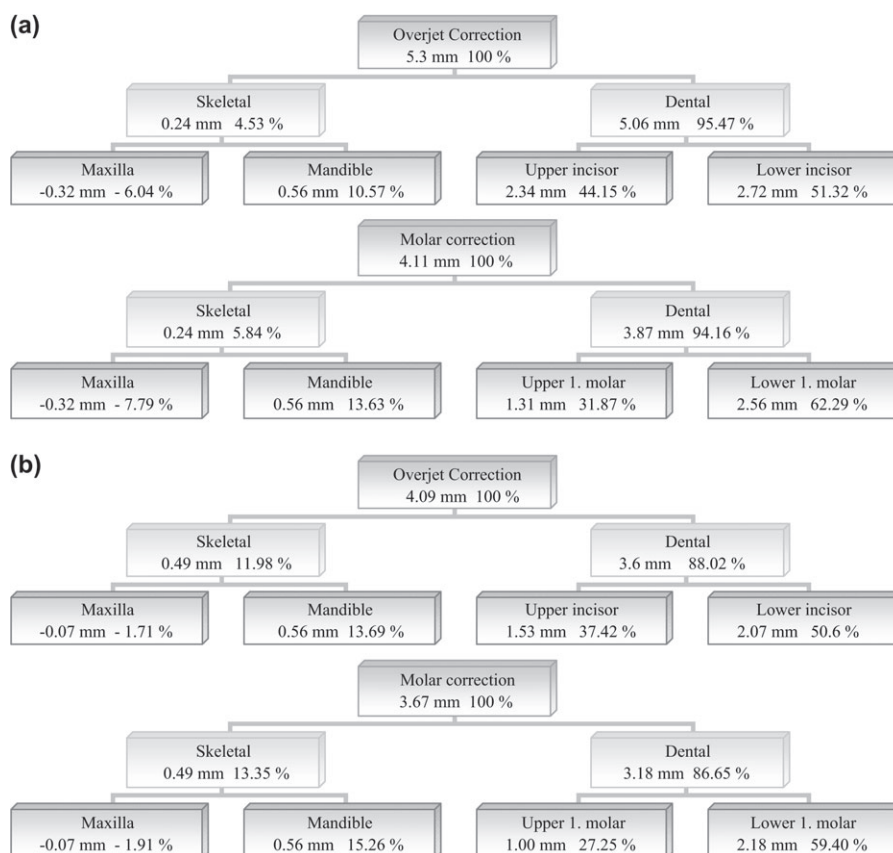 (a)
Overjet Correction
5.3 mm 100 %
Skeletal
0.24 mm 4.53 %
Dental
5.06 mm 95.47 %
Maxilla
-0.32 mm - 6.04 %
Mandible
0.56 mm 10.57 %
Upper incisor
2.34 mm 44.15 %
Lower incisor
2.72 mm 51.32 %
Molar correction
4.11 mm 100 %
Skeletal
0.24 mm 5.84 %
Dental
3.87 mm 94.16 %
Maxilla
-0.32 mm - 7.79 %
Mandible
0.56 mm 13.63 %
Upper 1. molar
1.31 mm 31.87 %
Lower 1. molar
2.56 mm 62.29 %
(b)
Overjet Correction
4.09 mm 100 %
Skeletal
0.49 mm 11.98 %
Dental
3.6 mm 88.02 %
Maxilla
-0.07 mm - 1.71 %
Mandible
0.56 mm 13.69 %
Upper incisor
1.53 mm 37.42 %
Lower incisor
2.07 mm 50.6 %
Molar correction
3.67 mm 100 %
Skeletal
0.49 mm 13.35 %
Dental
3.18 mm 86.65 %
Maxilla
-0.07 mm - 1.91 %
Mandible
0.56 mm 15.26 %
Upper 1. molar
1.00 mm 27.25 %
Lower 1. molar
2.18 mm 59.40 %